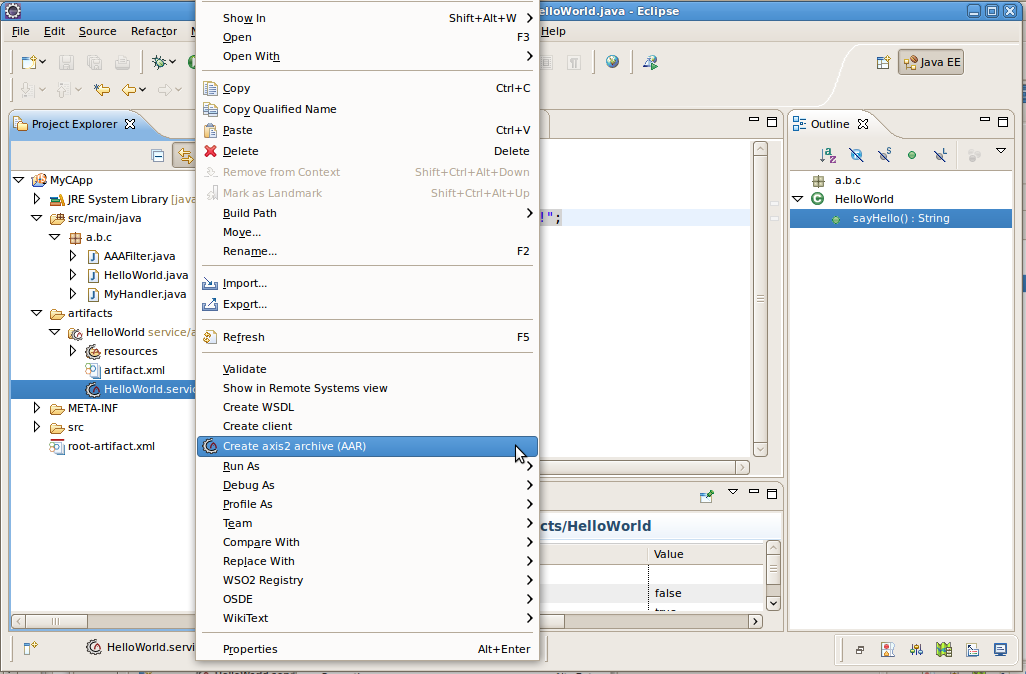 elloWorld.java - Eclipse
File Edit Source Refactor Help
Java EE
Project Explorer
MyCApp
JRE System Library [java
src/main/java
a.b.c
AAAFilter.java
HelloWorld.java
MyHandler.java
artifacts
HelloWorld service/a
resources
artifact.xml
HelloWorld.servic
META-INF
src
root-artifact.xml
HelloWorld.servi
Show In Shift+Alt+W
Open F3
Open With
Copy Ctrl+C
Copy Qualified Name
Paste Ctrl+V
Delete Delete
Remove from Context Shift+Ctrl+Alt+Down
Mark as Landmark Shift+Ctrl+Alt+Up
Build Path
Move...
Rename... F2
Import...
Export...
Refresh F5
Validate
Show in Remote Systems view
Create WSDL
Create client
Create axis2 archive (AAR)
Run As
Debug As
Profile As
Team
Compare With
Replace With
WSO2 Registry
OSDE
WikiText
Properties Alt+Enter
!";
cts/HelloWorld
Value
false
Outline
a.b.c
HelloWorld
sayHello() : String